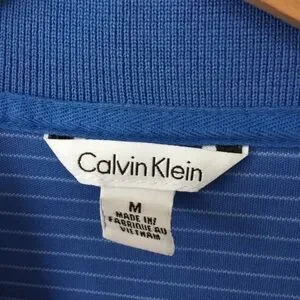 Calvin Klein
M
MADE IN/
FABRIQUE AU
VIETNAM